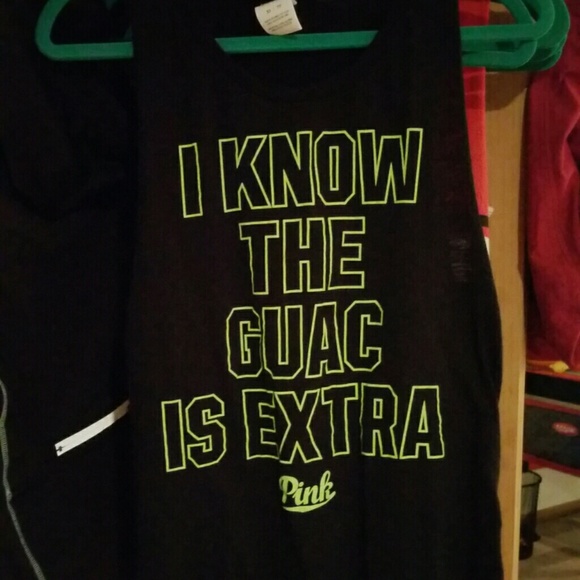 I KNOW
THE
GUAC
IS EXTRA
Pink